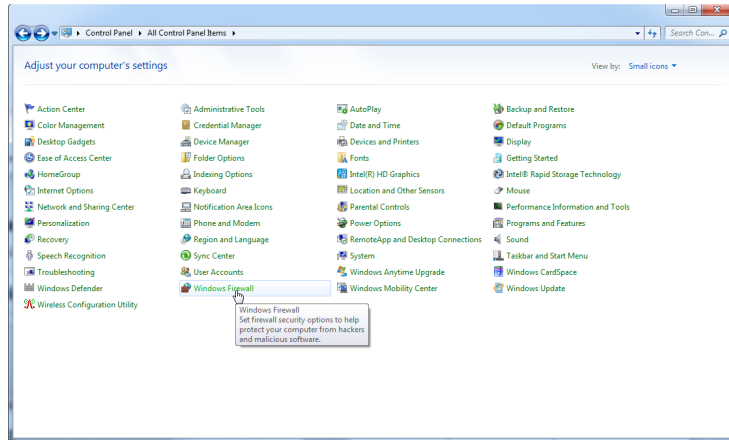 Control Panel All Control Panel Items Search Con...
Adjust your computer's settings View by: Small icons
Action Center Administrative Tools AutoPlay Backup and Restore
Color Management Credential Manager Date and Time Default Programs
Desktop Gadgets Device Manager Devices and Printers Display
Ease of Access Center Folder Options Fonts Getting Started
HomeGroup Indexing Options Intel(R) HD Graphics Intel® Rapid Storage Technology
Internet Options Keyboard Location and Other Sensors Mouse
Network and Sharing Center Notification Area Icons Parental Controls Performance Information and Tools
Personalization Phone and Modem Power Options Programs and Features
Recovery Region and Language RemoteApp and Desktop Connections Sound
Speech Recognition Sync Center System Taskbar and Start Menu
Troubleshooting User Accounts Windows Anytime Upgrade Windows CardSpace
Windows Defender Windows Firewall Windows Mobility Center Windows Update
Wireless Configuration Utility
Windows Firewall
Set firewall security options to help
protect your computer from hackers
and malicious software.